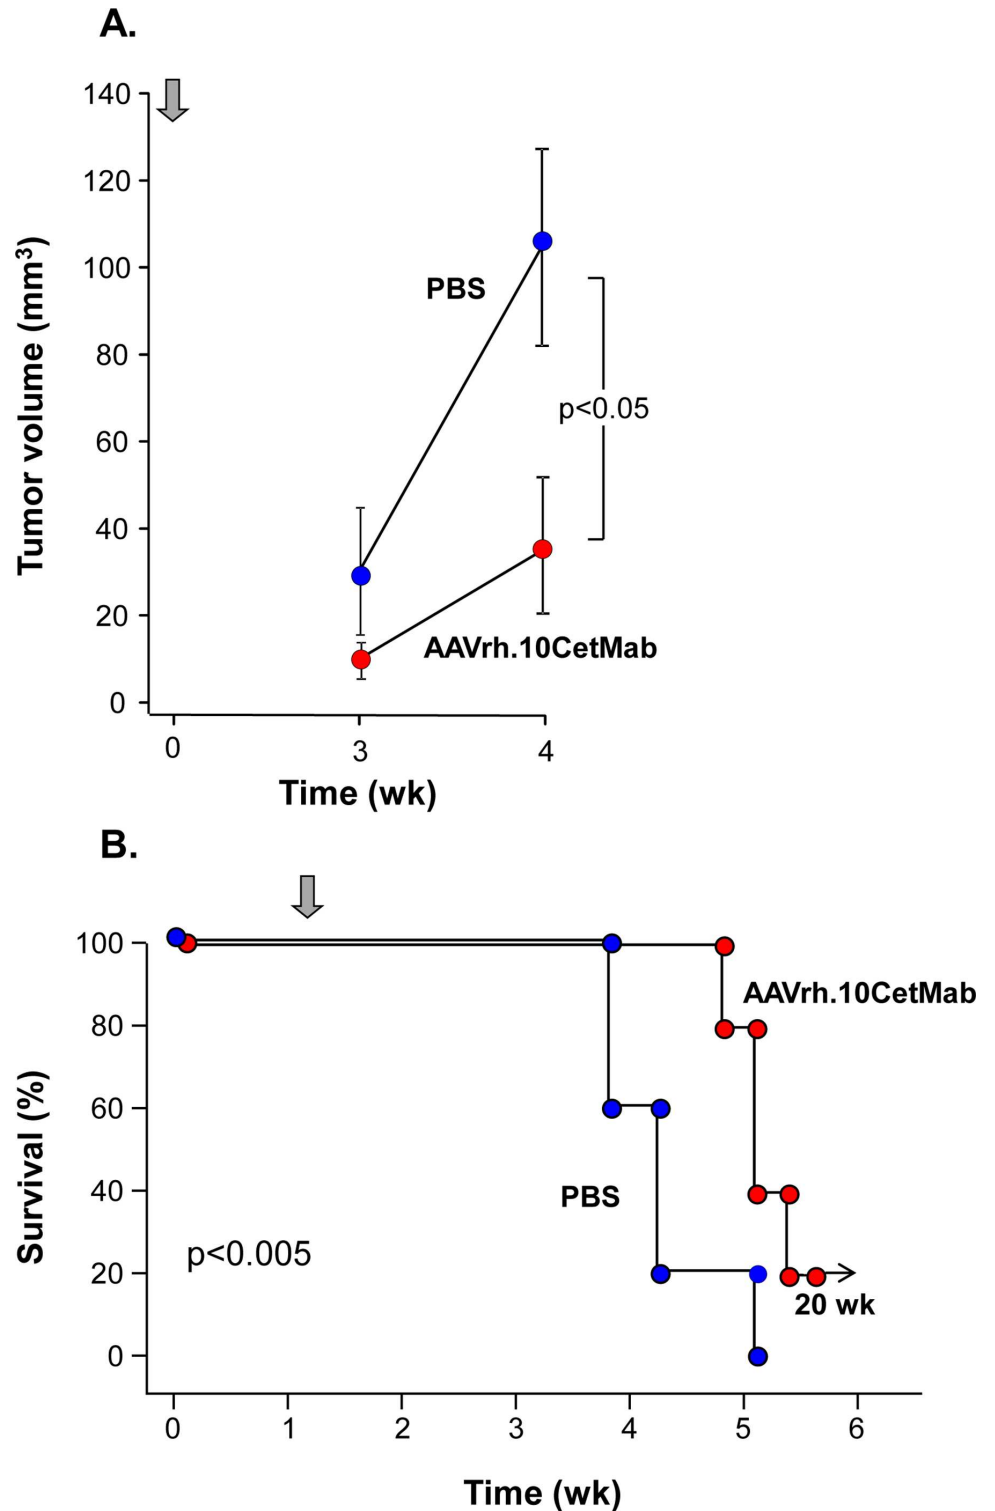 A.
Tumor volume (mm³)
140
120
100
80
60
40
20
0
PBS
p<0.05
AAVrh.10CetMab
0 3 4
Time (wk)
B.
Survival (%)
100
80
60
40
20
0
AAVrh.10CetMab
PBS
p<0.005
20 wk
0 1 2 3 4 5 6
Time (wk)